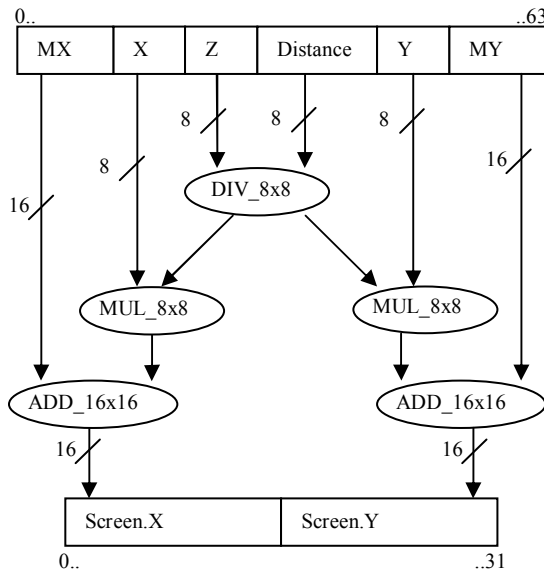 0.. ..63
MX X Z Distance Y MY
8 8 8
8 16
16
DIV_8x8
MUL_8x8 MUL_8x8
ADD_16x16 ADD_16x16
16 16
Screen.X Screen.Y
0.. ..31